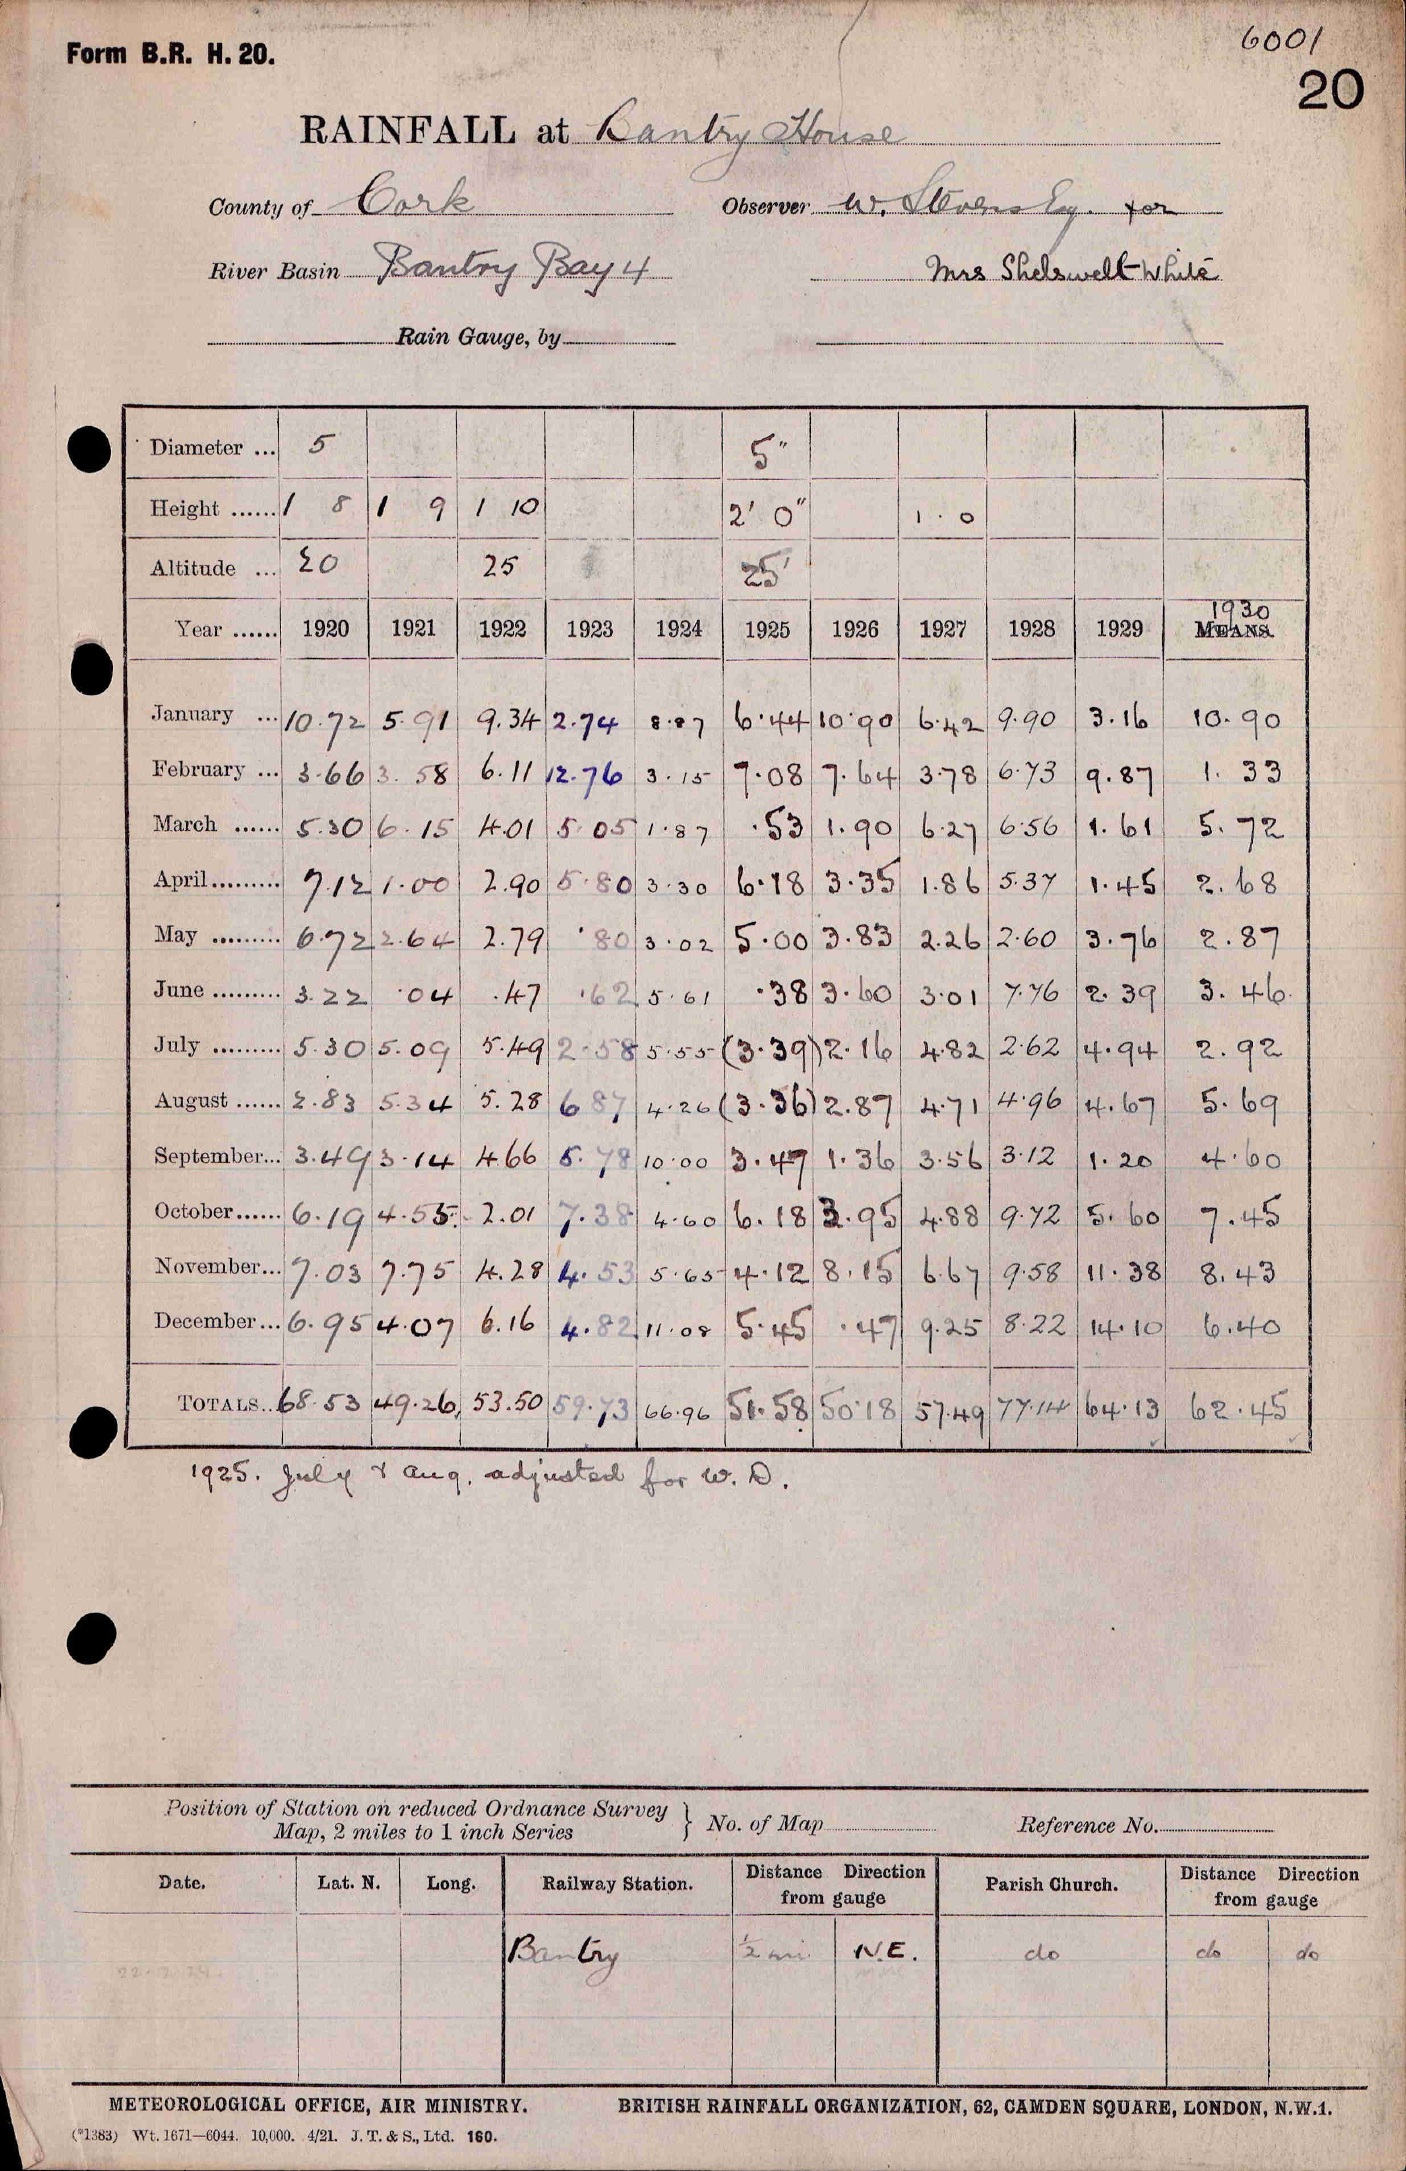 Form B.R. H. 20.
6001
20
RAINFALL at Bantry House
County of Cork Observer W. Stevens Esq. for
River Basin Bantry Bay 4 Mrs Shelswell-White
Rain Gauge, by
Diameter ... 5 5"
Height ...... 1 8 1 9 1 10 2' 0" 1 . 0
Altitude ... 20 25 25'
1930
Year ...... 1920 1921 1922 1923 1924 1925 1926 1927 1928 1929 MEANS.
January ... 10.72 5.91 9.34 2.74 8.87 6.44 10.90 6.42 9.90 3.16 10.90
February ... 3.66 3.58 6.11 12.76 3.15 7.08 7.64 3.78 6.73 9.87 1.33
March ...... 5.30 6.15 4.01 5.05 1.87 .53 1.90 6.27 6.56 1.61 5.72
April......... 7.12 1.00 2.90 5.80 3.30 6.18 3.35 1.86 5.37 1.45 2.68
May ......... 6.72 2.64 2.79 .80 3.02 5.00 3.83 2.26 2.60 3.76 2.87
June ......... 3.22 .04 .47 .62 5.61 .38 3.60 3.01 7.76 2.39 3.46
July ......... 5.30 5.09 5.49 2.58 5.55 (3.39) 2.16 4.82 2.62 4.94 2.92
August ...... 2.83 5.34 5.28 6 87 4.26 (3.36) 2.87 4.71 4.96 4.67 5.69
September... 3.49 3.14 4.66 5.78 10.00 3.47 1.36 3.56 3.12 1.20 4.60
October...... 6.19 4.55 2.01 7.38 4.60 6.18 3.95 4.88 9.72 5.60 7.45
November... 7.03 7.75 4.28 4.53 5.65 4.12 8.15 6.67 9.58 11.38 8.43
December... 6.95 4.07 6.16 4.82 11.08 5.45 .47 9.25 8.22 14.10 6.40
TOTALS.. 68.53 49.26 53.50 59.73 66.96 51.58 50.18 57.49 77.14 64.13 62.45
1925. July & Aug. adjusted for W. D.
Position of Station on reduced Ordnance Survey
Map, 2 miles to 1 inch Series } No. of Map Reference No.
Date. Lat. N. Long. Railway Station. Distance Direction from gauge Parish Church. Distance Direction from gauge
Bantry ½ mi N.E. do do do
METEOROLOGICAL OFFICE, AIR MINISTRY. BRITISH RAINFALL ORGANIZATION, 62, CAMDEN SQUARE, LONDON, N.W.1.
(*1383) Wt. 1671—6044. 10,000. 4/21. J. T. & S., Ltd. 160.